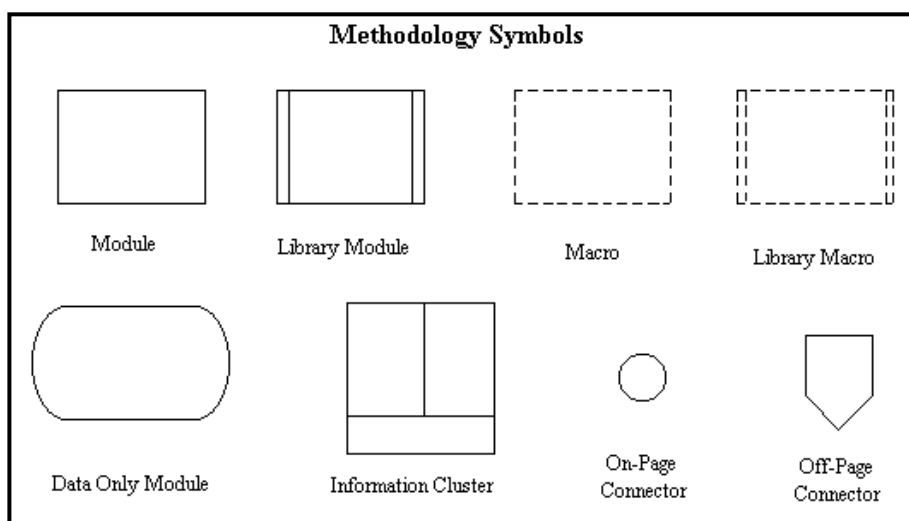 Methodology Symbols
Module
Library Module
Macro
Library Macro
Data Only Module
Information Cluster
On-Page
Connector
Off-Page
Connector